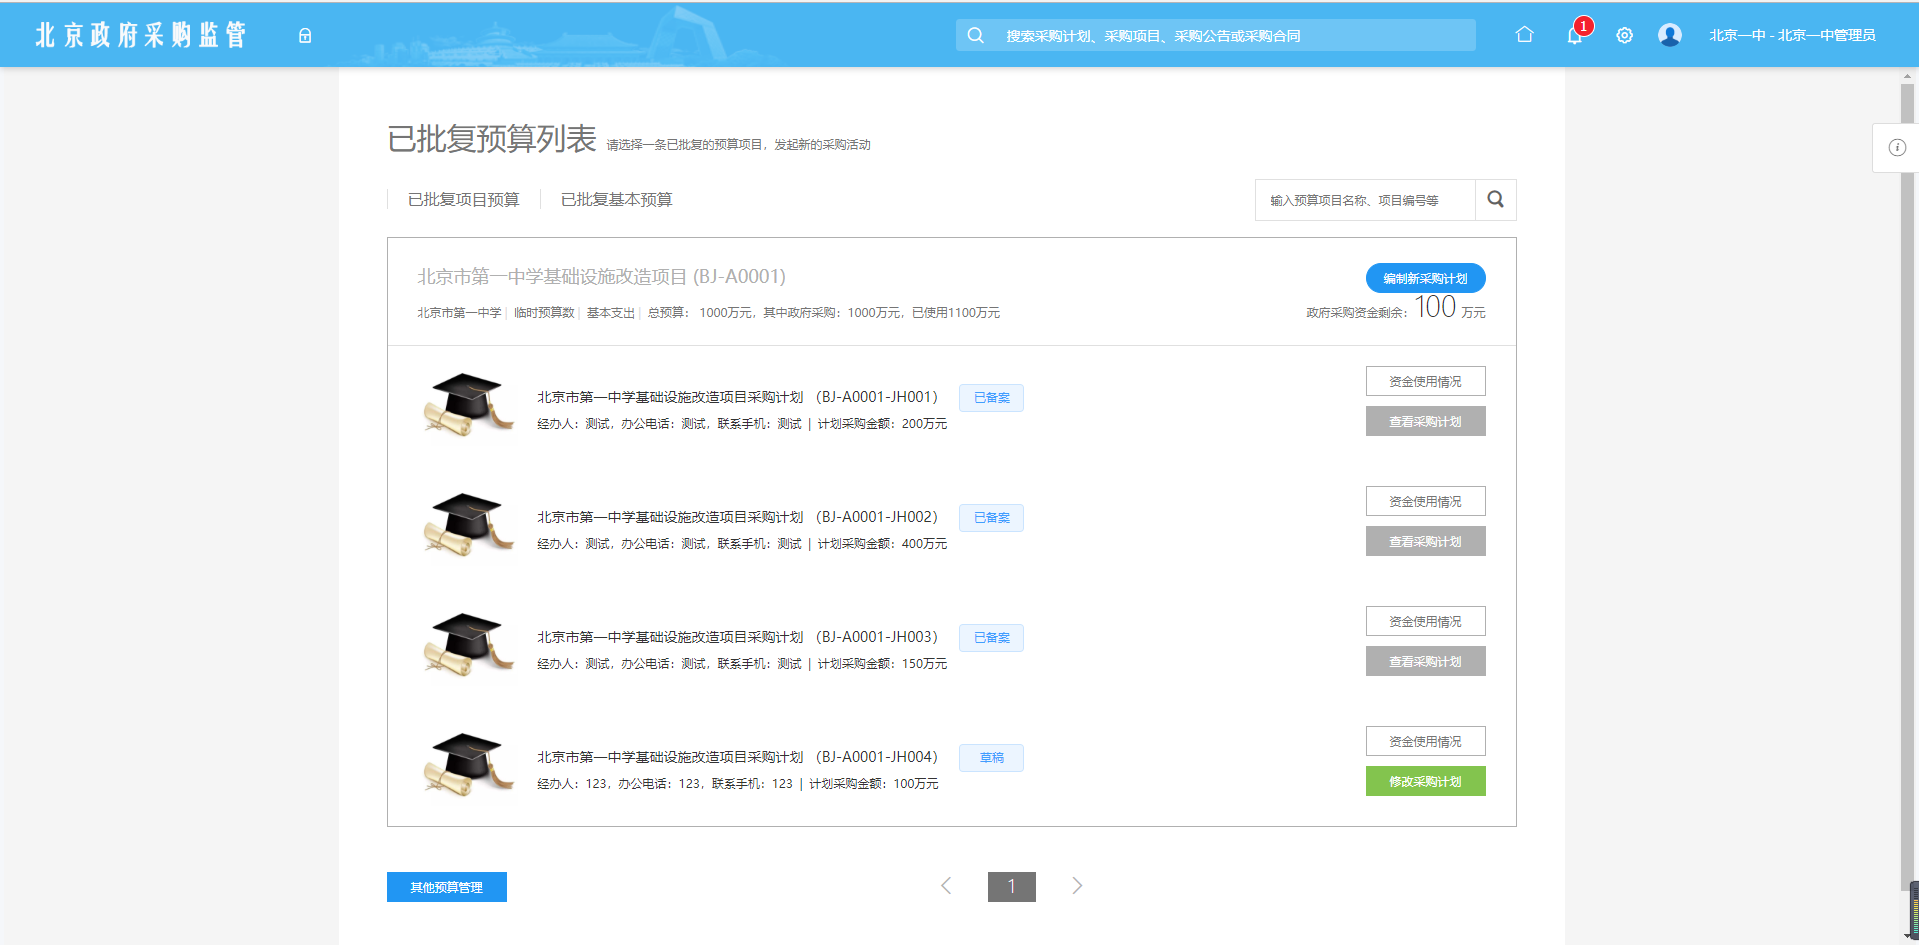 北京政府采购监管
搜索采购计划、采购项目、采购公告或采购合同
1
北京一中 - 北京一中管理员
已批复预算列表 请选择一条已批复的预算项目，发起新的采购活动
已批复项目预算 已批复基本预算
输入预算项目名称、项目编号等
北京市第一中学基础设施改造项目 (BJ-A0001)
编制新采购计划
北京市第一中学 | 临时预算数 | 基本支出 | 总预算： 1000万元，其中政府采购：1000万元，已使用1100万元
政府采购资金剩余：100 万元
北京市第一中学基础设施改造项目采购计划 （BJ-A0001-JH001） 已备案
经办人：测试，办公电话：测试，联系手机：测试 | 计划采购金额：200万元
资金使用情况
查看采购计划
北京市第一中学基础设施改造项目采购计划 （BJ-A0001-JH002） 已备案
经办人：测试，办公电话：测试，联系手机：测试 | 计划采购金额：400万元
资金使用情况
查看采购计划
北京市第一中学基础设施改造项目采购计划 （BJ-A0001-JH003） 已备案
经办人：测试，办公电话：测试，联系手机：测试 | 计划采购金额：150万元
资金使用情况
查看采购计划
北京市第一中学基础设施改造项目采购计划 （BJ-A0001-JH004） 草稿
经办人：123，办公电话：123，联系手机：123 | 计划采购金额：100万元
资金使用情况
修改采购计划
其他预算管理
1